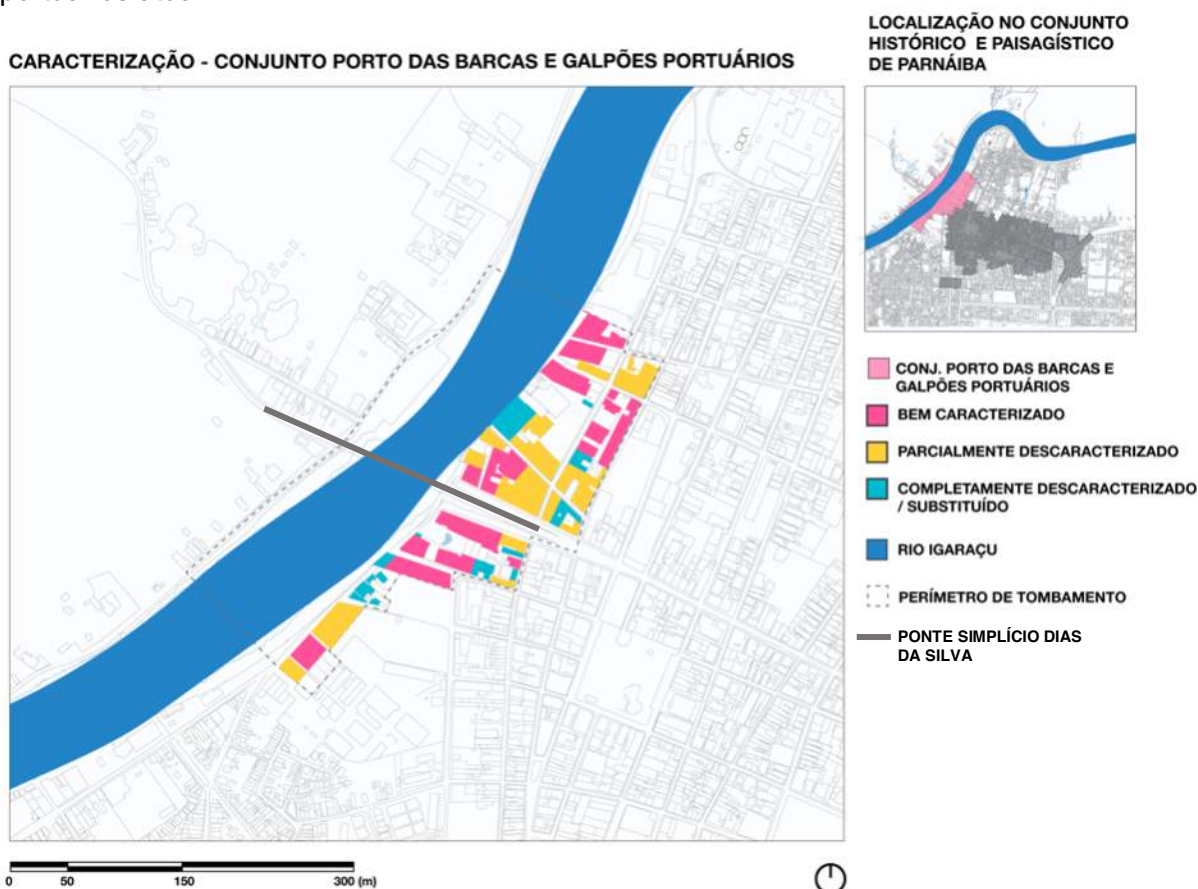 CARACTERIZAÇÃO - CONJUNTO PORTO DAS BARCAS E GALPÕES PORTUÁRIOS
LOCALIZAÇÃO NO CONJUNTO
HISTÓRICO E PAISAGÍSTICO
DE PARNÁIBA
CONJ. PORTO DAS BARCAS E
GALPÕES PORTUÁRIOS
BEM CARACTERIZADO
PARCIALMENTE DESCARACTERIZADO
COMPLETAMENTE DESCARACTERIZADO
/ SUBSTITUÍDO
RIO IGARAÇU
PERÍMETRO DE TOMBAMENTO
PONTE SIMPLÍCIO DIAS
DA SILVA
0 50 150 300 (m)